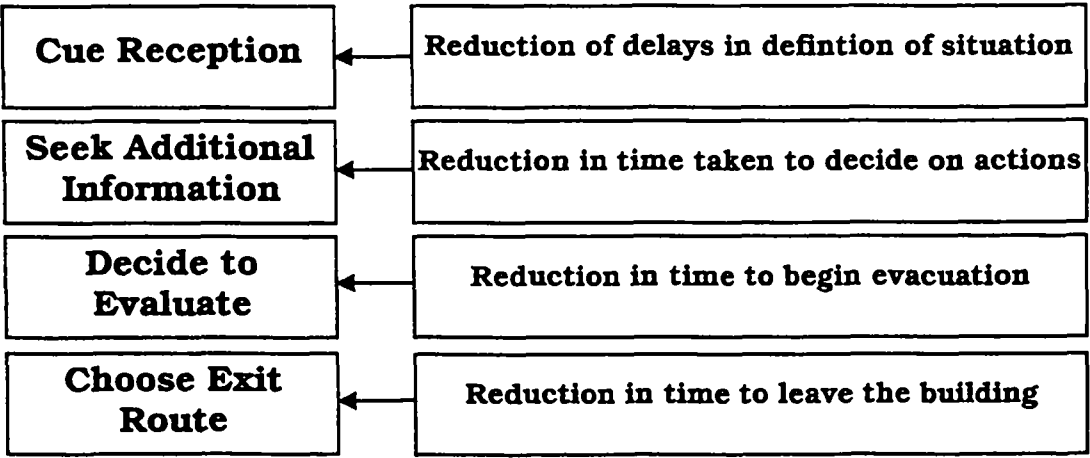 Cue Reception
Reduction of delays in defintion of situation
Seek Additional
Information
Reduction in time taken to decide on actions
Decide to
Evaluate
Reduction in time to begin evacuation
Choose Exit
Route
Reduction in time to leave the building